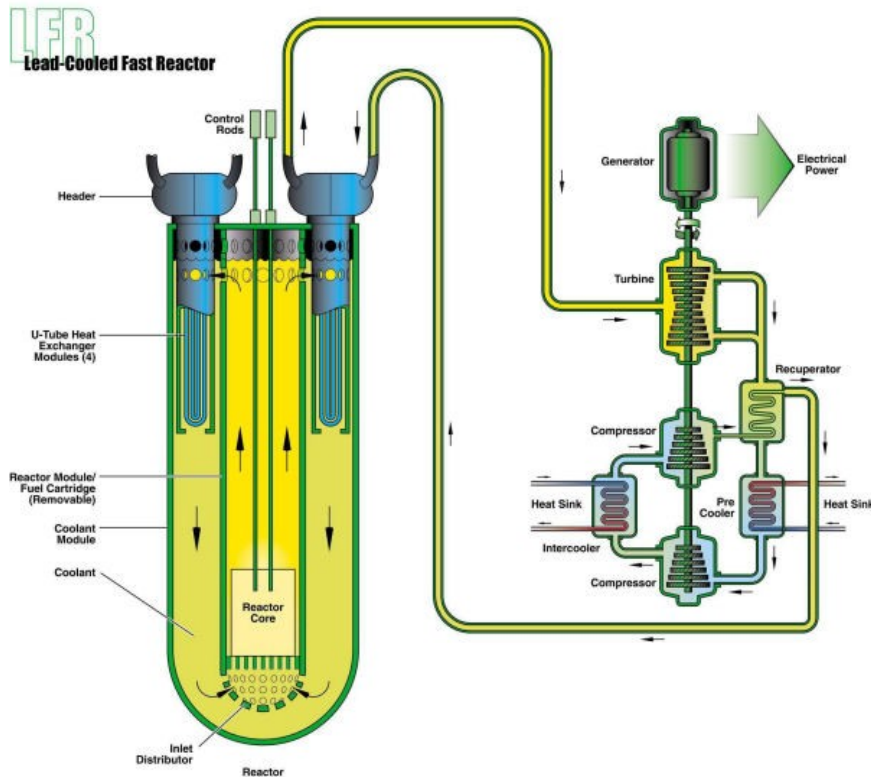 LFR
Lead-Cooled Fast Reactor
Control
Rods
Header
U-Tube Heat
Exchanger
Modules (4)
Reactor Module/
Fuel Cartridge
(Removable)
Coolant
Module
Coolant
Reactor
Core
Inlet
Distributor
Reactor
Generator
Electrical
Power
Turbine
Recuperator
Compressor
Heat Sink
Pre
Cooler
Heat Sink
Intercooler
Compressor